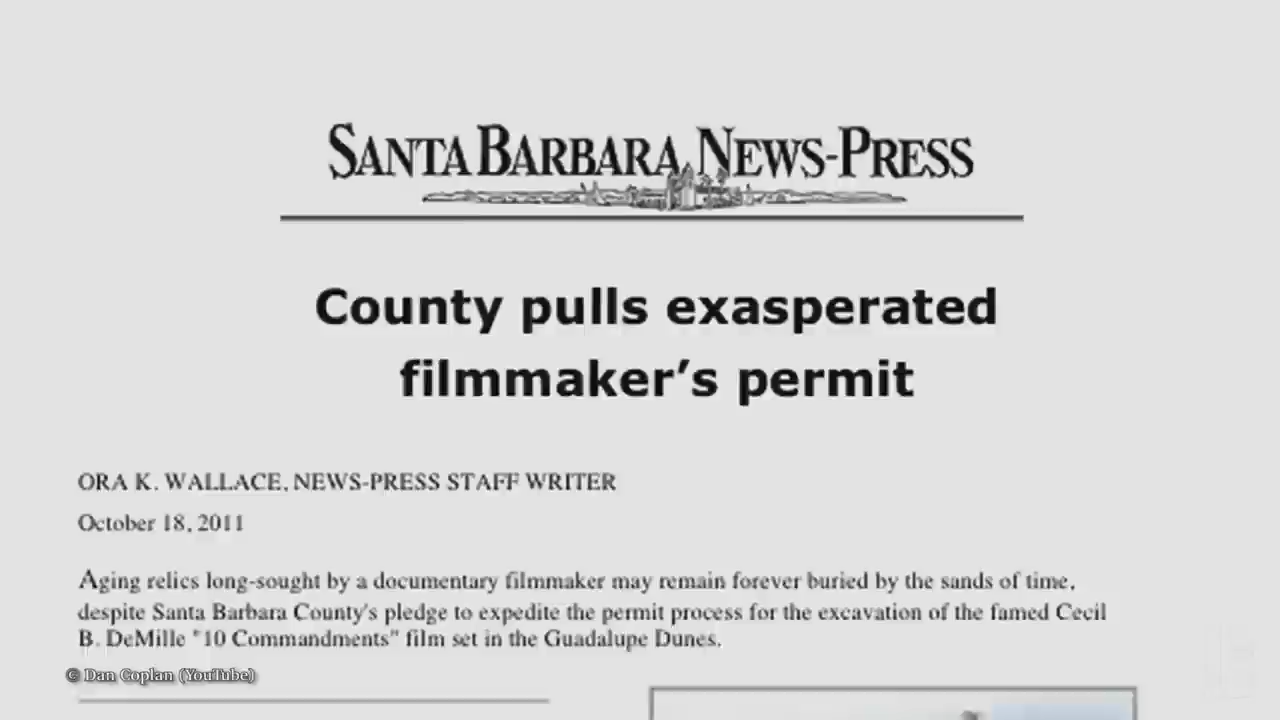 SANTA BARBARA NEWS-PRESS
County pulls exasperated
filmmaker's permit
ORA K. WALLACE, NEWS-PRESS STAFF WRITER
October 18, 2011
Aging relics long-sought by a documentary filmmaker may remain forever buried by the sands of time,
despite Santa Barbara County's pledge to expedite the permit process for the excavation of the famed Cecil
B. DeMille "10 Commandments" film set in the Guadalupe Dunes.
© Dan Coplan (YouTube)